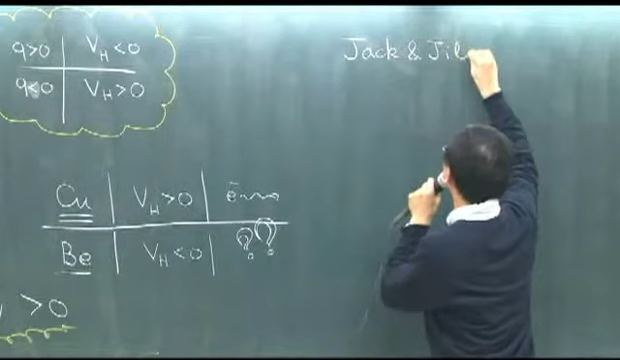 q>0 V_H<0
q<0 V_H>0
Cu V_H>0 ē
Be V_H<0 ??
>0
Jack & Jil